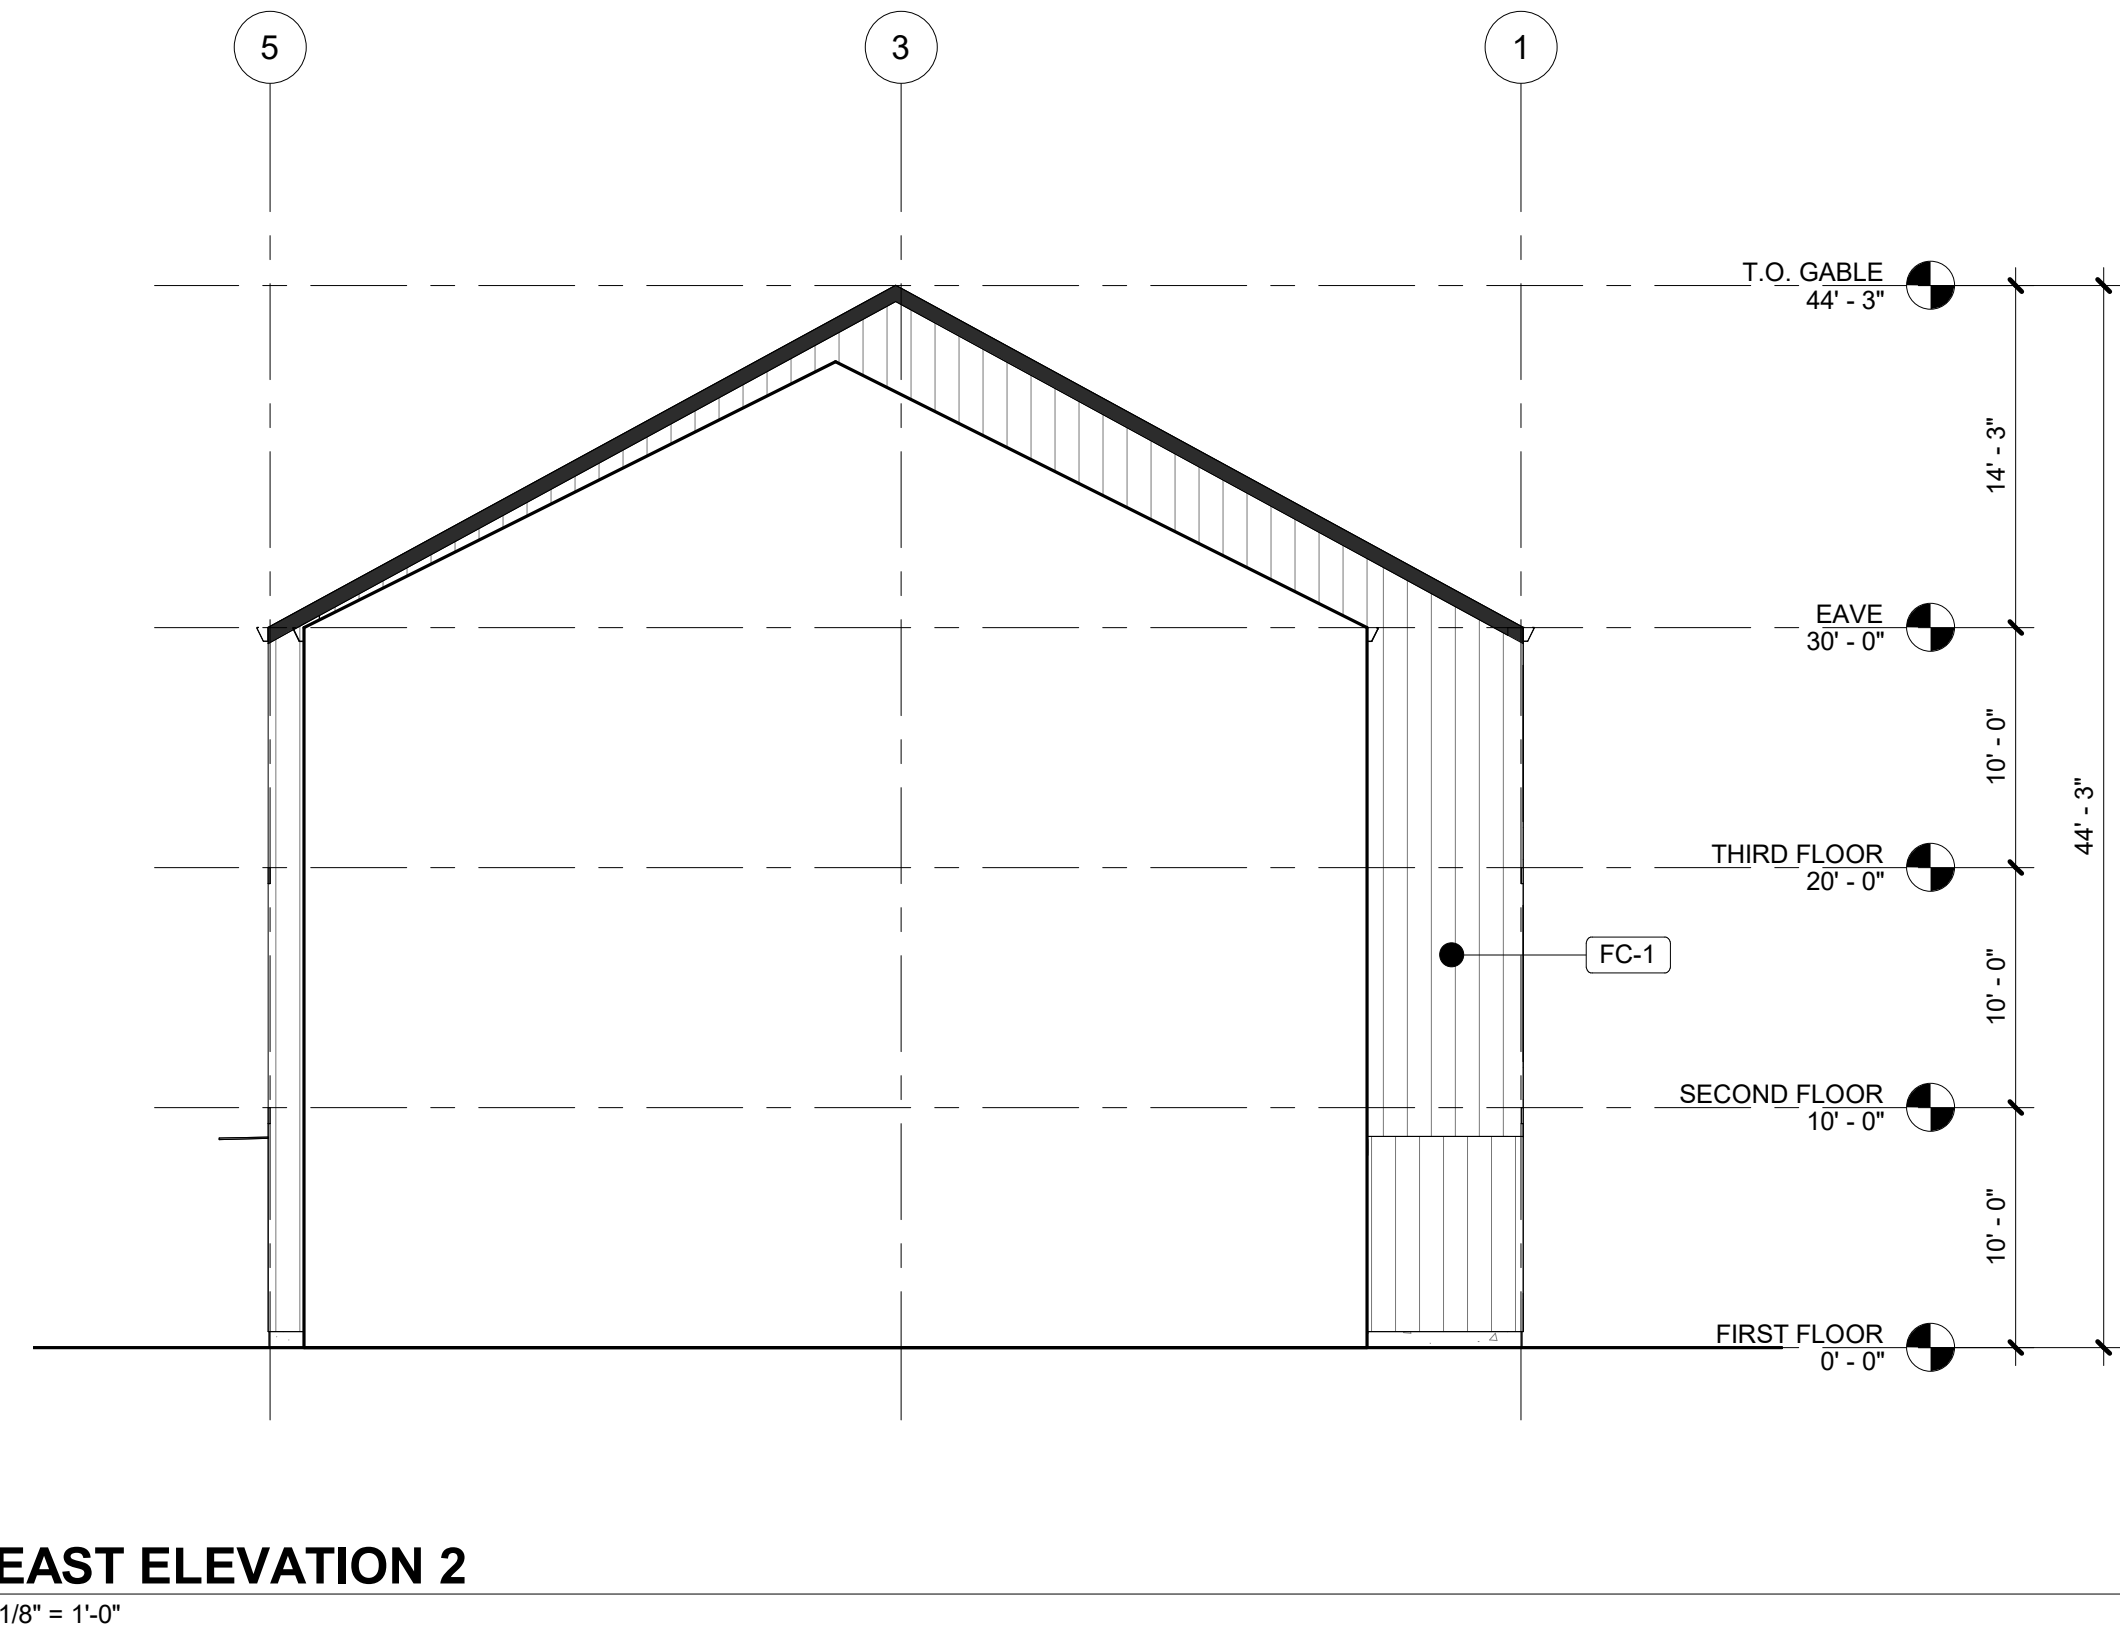 5
3
1
T.O. GABLE
44' - 3"
14' - 3"
EAVE
30' - 0"
10' - 0"
44' - 3"
THIRD FLOOR
20' - 0"
FC-1
10' - 0"
SECOND FLOOR
10' - 0"
10' - 0"
FIRST FLOOR
0' - 0"
EAST ELEVATION 2
1/8" = 1'-0"